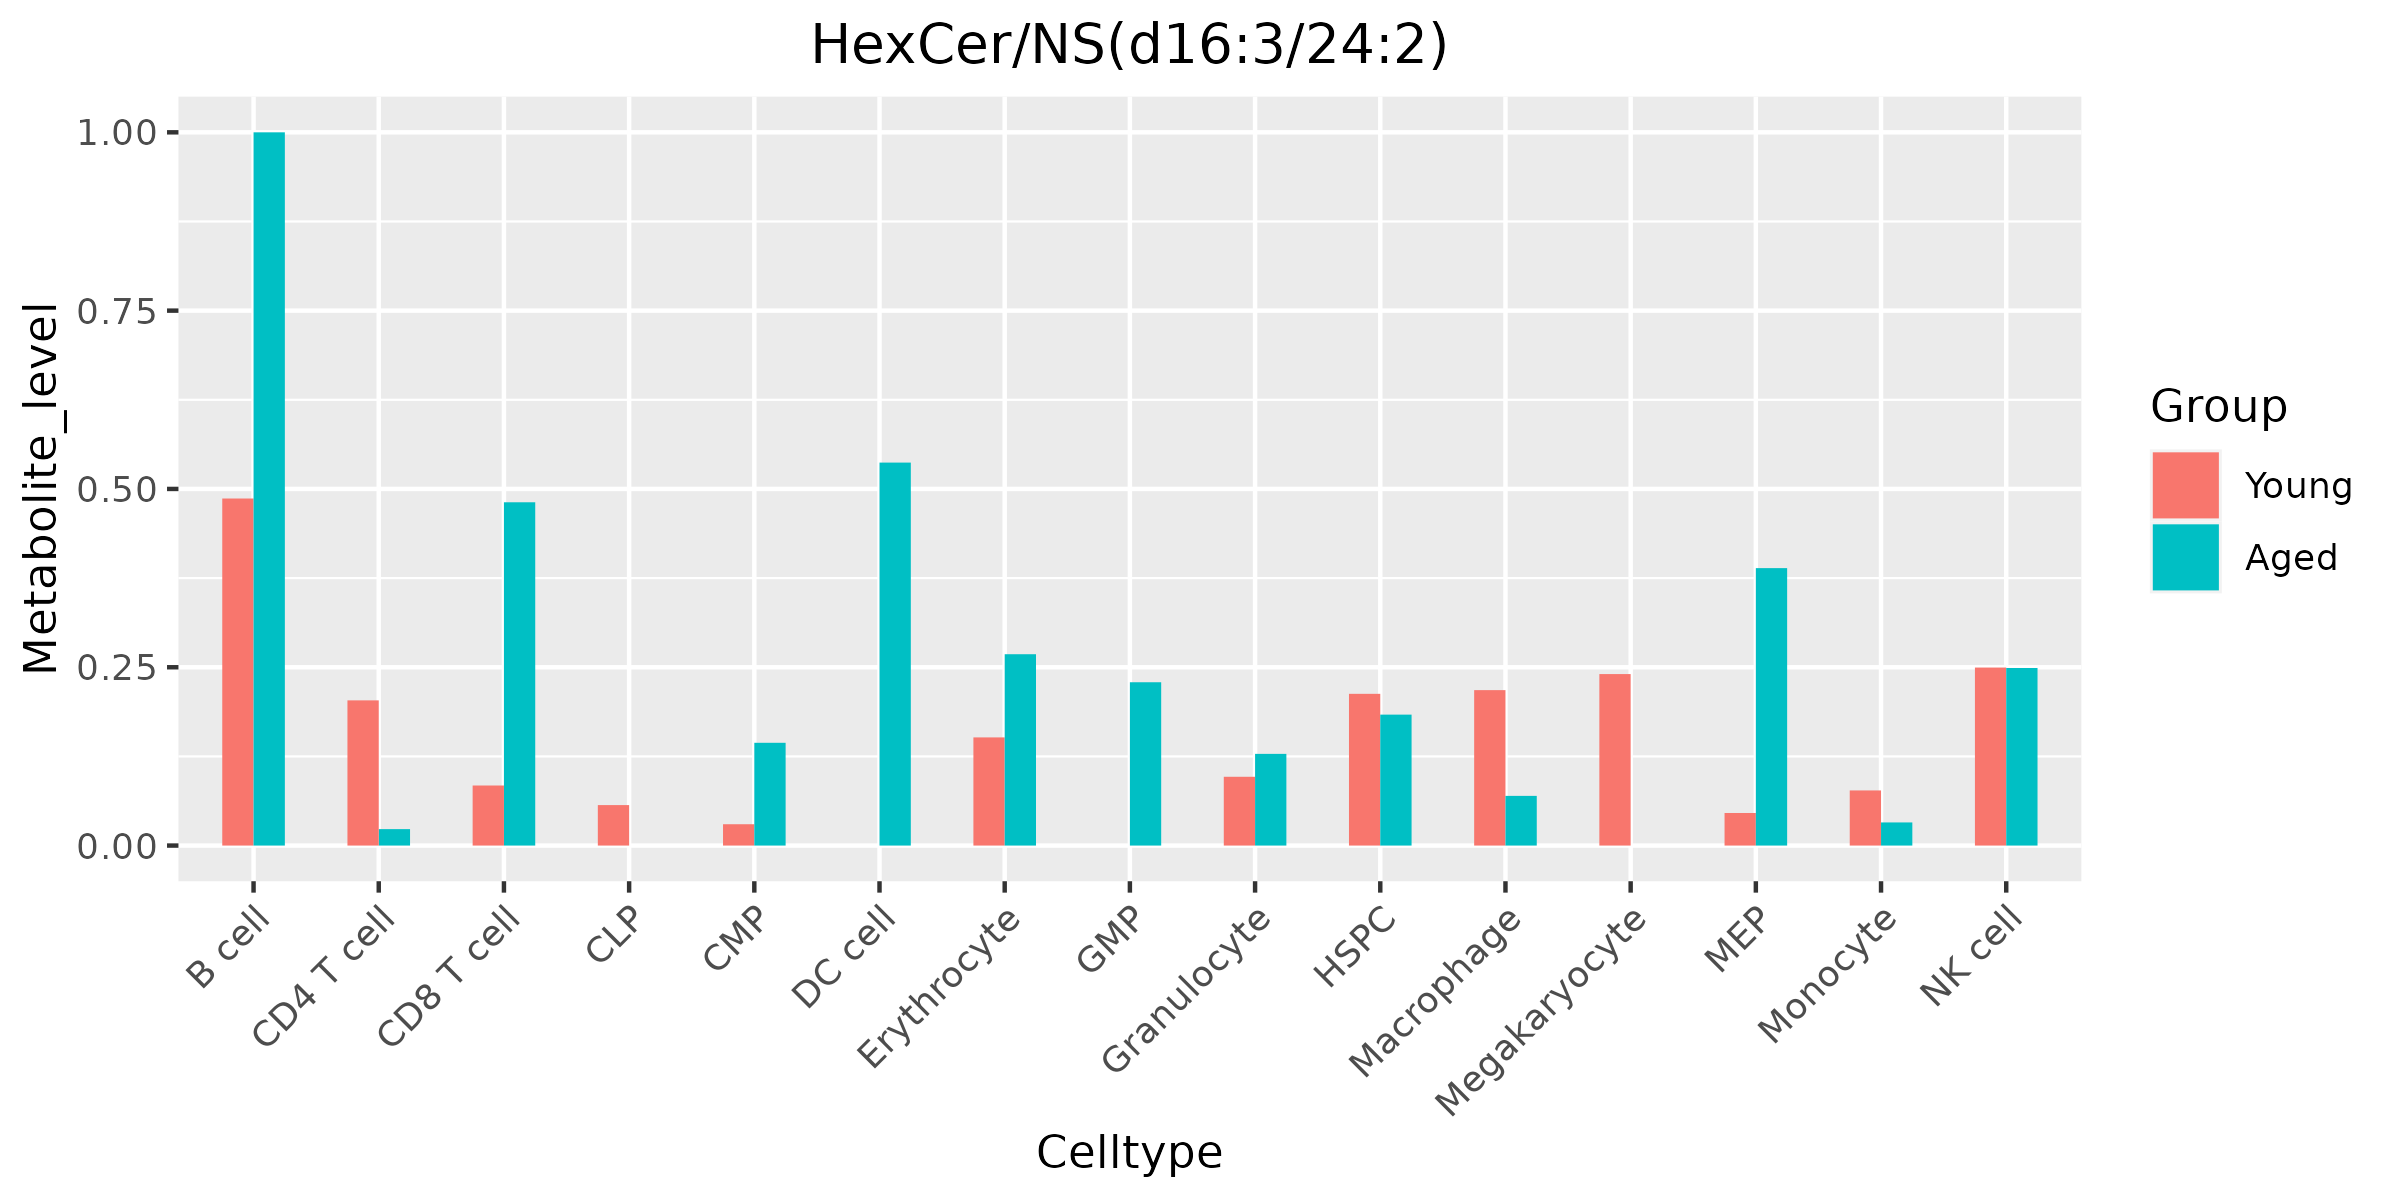 HexCer/NS(d16:3/24:2)
Metabolite_level
1.00
0.75
0.50
0.25
0.00
B cell
CD4 T cell
CD8 T cell
CLP
CMP
DC cell
Erythrocyte
GMP
Granulocyte
HSPC
Macrophage
Megakaryocyte
MEP
Monocyte
NK cell
Celltype
Group
Young
Aged